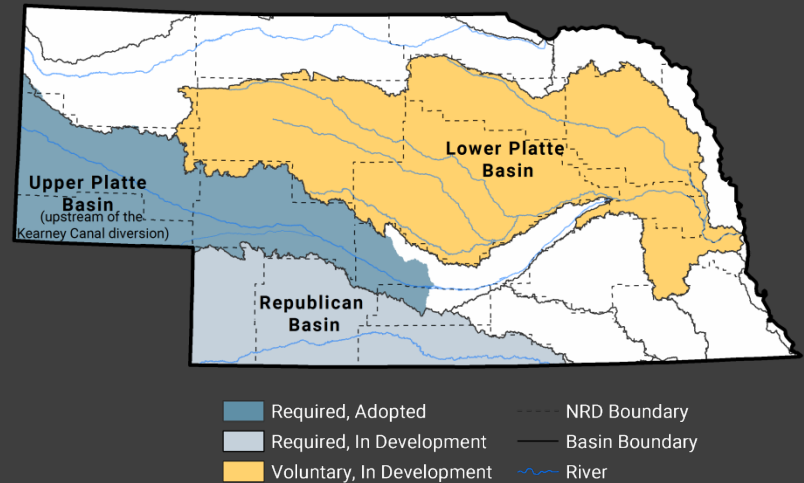 Lower Platte
Basin
Upper Platte
Basin
(upstream of the
Kearney Canal diversion)
Republican
Basin
Required, Adopted
NRD Boundary
Required, In Development
Basin Boundary
Voluntary, In Development
River